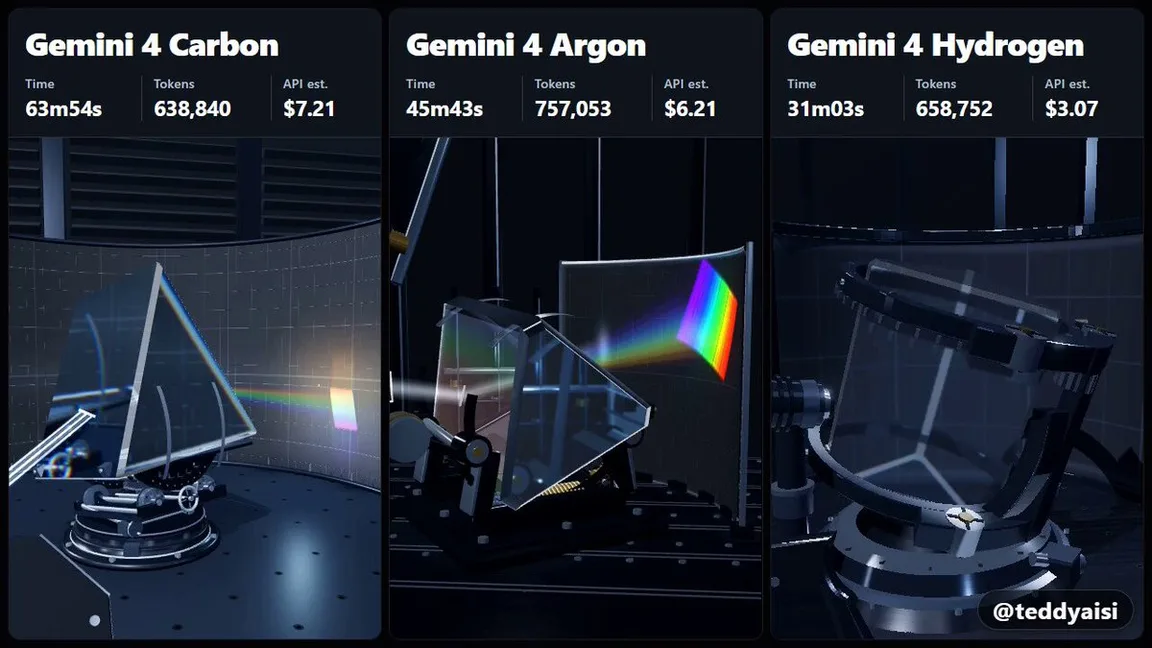 Gemini 4 Carbon
Time Tokens API est.
63m54s 638,840 $7.21
Gemini 4 Argon
Time Tokens API est.
45m43s 757,053 $6.21
Gemini 4 Hydrogen
Time Tokens API est.
31m03s 658,752 $3.07
@teddyaisi